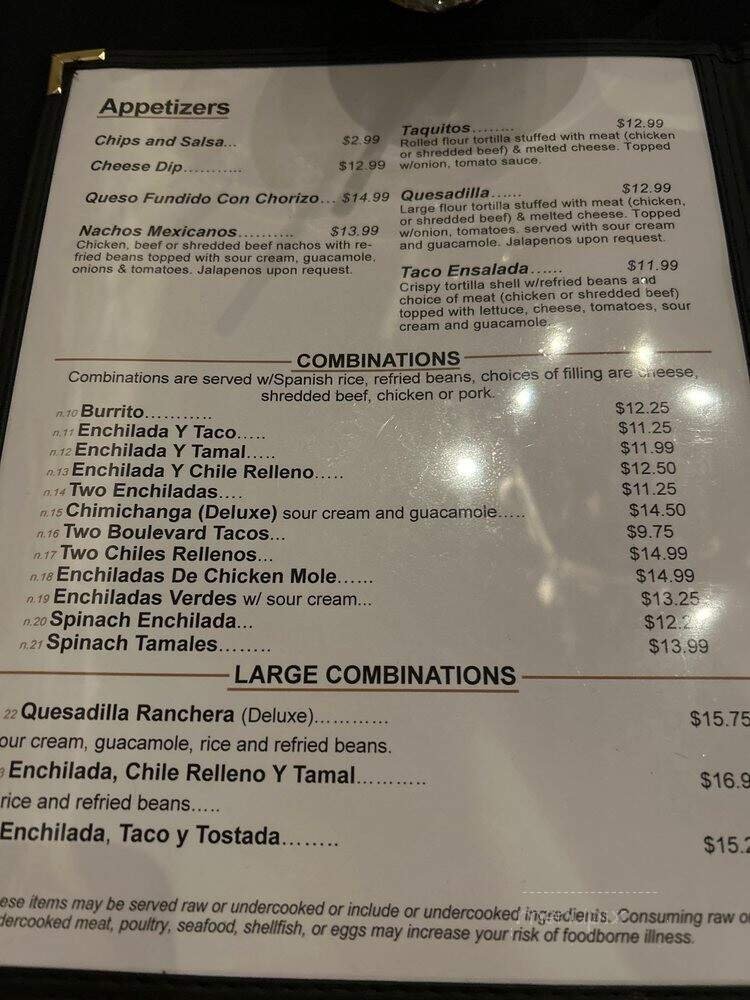 Appetizers
Chips and Salsa... $2.99
Cheese Dip........... $12.99
Queso Fundido Con Chorizo... $14.99
Nachos Mexicanos.......... $13.99
Chicken, beef or shredded beef nachos with re-
fried beans topped with sour cream, guacamole,
onions & tomatoes. Jalapenos upon request.
Taquitos........ $12.99
Rolled flour tortilla stuffed with meat (chicken
or shredded beef) & melted cheese. Topped
w/onion, tomato sauce.
Quesadilla...... $12.99
Large flour tortilla stuffed with meat (chicken,
or shredded beef) & melted cheese. Topped
w/onion, tomatoes. served with sour cream
and guacamole. Jalapenos upon request.
Taco Ensalada...... $11.99
Crispy tortilla shell w/refried beans and
choice of meat (chicken or shredded beef)
topped with lettuce, cheese, tomatoes, sour
cream and guacamole.
COMBINATIONS
Combinations are served w/Spanish rice, refried beans, choices of filling are cheese,
shredded beef, chicken or pork.
n.10 Burrito........... $12.25
n.11 Enchilada Y Taco..... $11.25
n.12 Enchilada Y Tamal..... $11.99
n.13 Enchilada Y Chile Relleno..... $12.50
n.14 Two Enchiladas.... $11.25
n.15 Chimichanga (Deluxe) sour cream and guacamole..... $14.50
n.16 Two Boulevard Tacos... $9.75
n.17 Two Chiles Rellenos... $14.99
n.18 Enchiladas De Chicken Mole...... $14.99
n.19 Enchiladas Verdes w/ sour cream... $13.25
n.20 Spinach Enchilada... $12.2
n.21 Spinach Tamales........ $13.99
LARGE COMBINATIONS
22 Quesadilla Ranchera (Deluxe)............ $15.75
our cream, guacamole, rice and refried beans.
Enchilada, Chile Relleno Y Tamal........... $16.9
rice and refried beans.....
Enchilada, Taco y Tostada........ $15.2
ese items may be served raw or undercooked or include or undercooked ingredients. Consuming raw o
dercooked meat, poultry, seafood, shellfish, or eggs may increase your risk of foodborne illness.